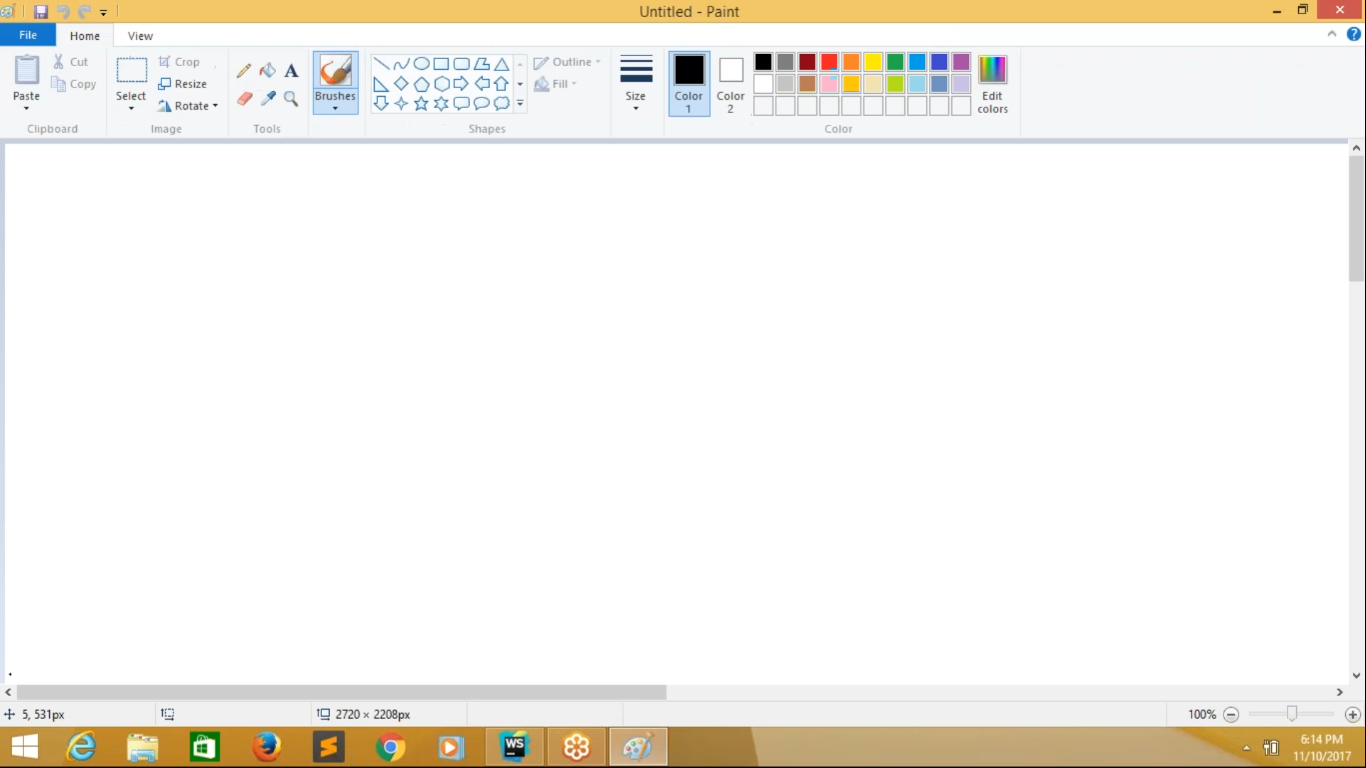 Untitled - Paint
File Home View
Paste
Cut
Copy
Clipboard
Select
Crop
Resize
Rotate
Image
A
Tools
Brushes
Shapes
Outline
Fill
Size
Color 1
Color 2
Edit colors
Color
5, 531px
2720 × 2208px
100%
WS
6:14 PM
11/10/2017